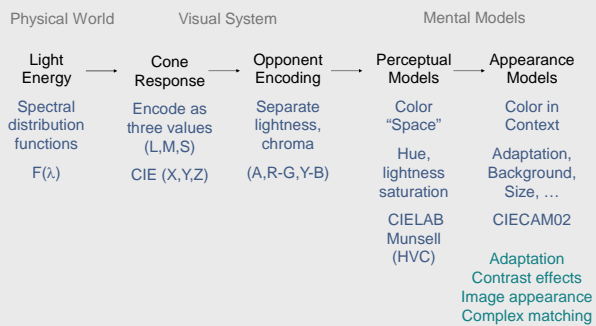 Physical World
Visual System
Mental Models
Light
Energy
Cone
Response
Opponent
Encoding
Perceptual
Models
Appearance
Models
Spectral
distribution
functions
F(λ)
Encode as
three values
(L,M,S)
CIE (X,Y,Z)
Separate
lightness,
chroma
(A,R-G,Y-B)
Color
“Space”
Hue,
lightness
saturation
CIELAB
Munsell
(HVC)
Color in
Context
Adaptation,
Background,
Size, …
CIECAM02
Adaptation
Contrast effects
Image appearance
Complex matching